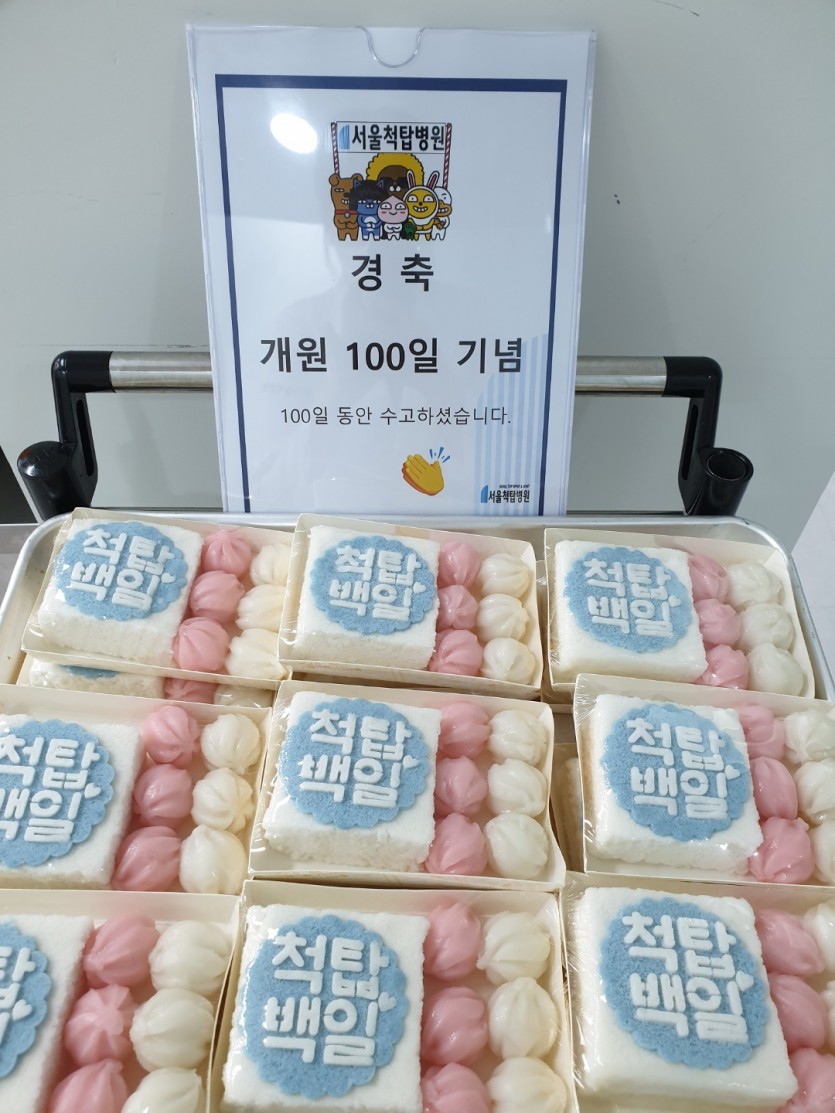 서울척탑병원
경축
개원 100일 기념
100일 동안 수고하셨습니다.
서울척탑병원
척탑
백일
척탑
백일
척탑
백일
척탑
백일
척탑
백일
척탑
백일
척탑
백일
척탑
백일